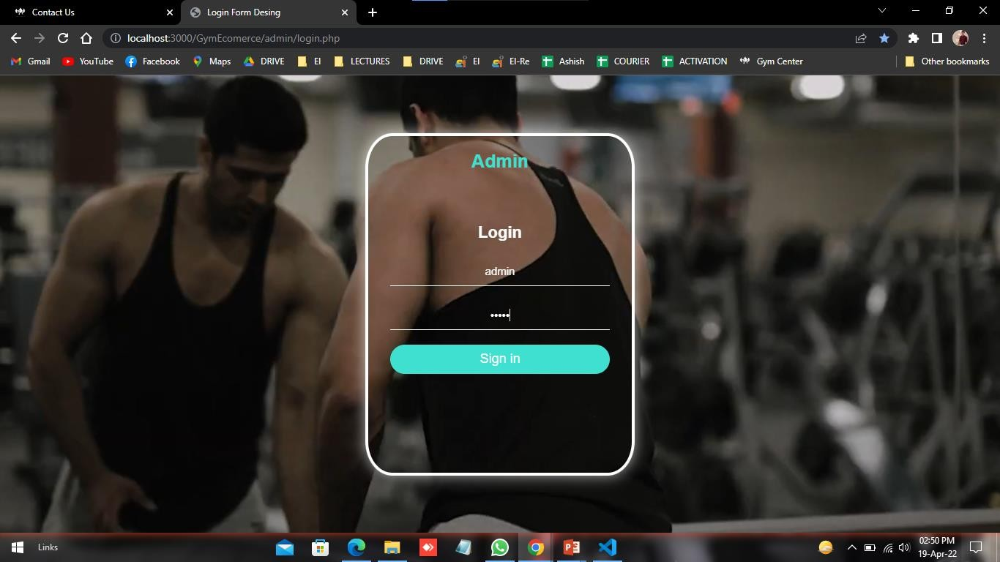 Contact Us
Login Form Desing
localhost:3000/GymEcomerce/admin/login.php
Gmail YouTube Facebook Maps DRIVE EI LECTURES DRIVE EI EI-Re Ashish COURIER ACTIVATION Gym Center Other bookmarks
Admin
Login
admin
•••••
Sign in
Links
02:50 PM
19-Apr-22